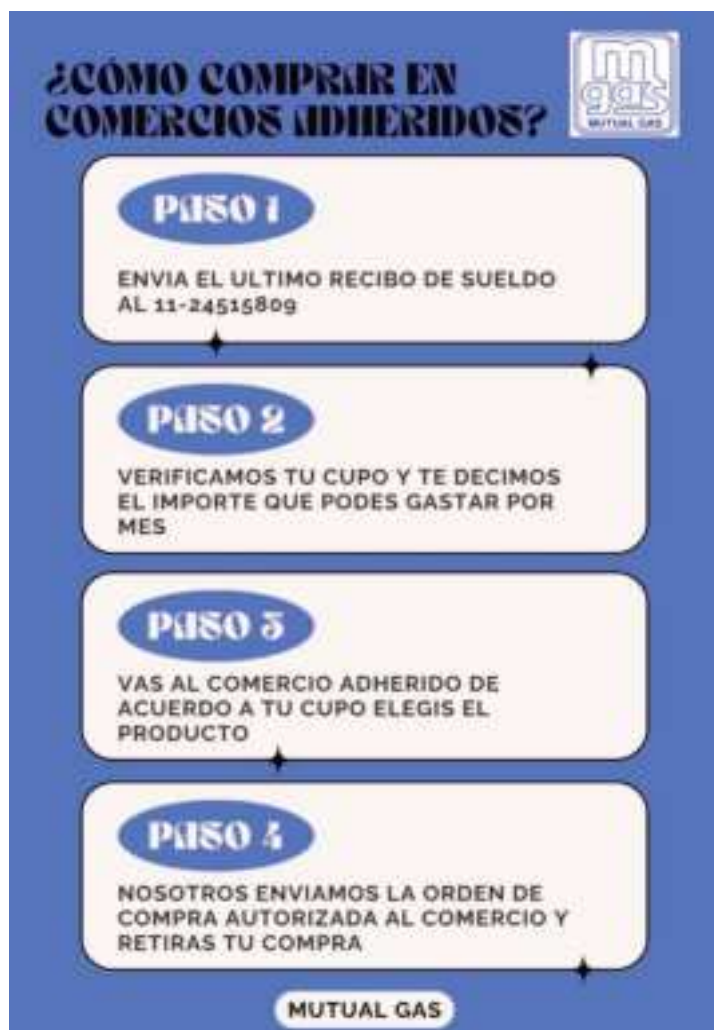 ¿CÓMO COMPRAR EN
COMERCIOS ADHERIDOS?
m
gas
MUTUAL GAS
PASO 1
ENVIA EL ULTIMO RECIBO DE SUELDO
AL 11-24515809
PASO 2
VERIFICAMOS TU CUPO Y TE DECIMOS
EL IMPORTE QUE PODES GASTAR POR
MES
PASO 3
VAS AL COMERCIO ADHERIDO DE
ACUERDO A TU CUPO ELEGIS EL
PRODUCTO
PASO 4
NOSOTROS ENVIAMOS LA ORDEN DE
COMPRA AUTORIZADA AL COMERCIO Y
RETIRAS TU COMPRA
MUTUAL GAS